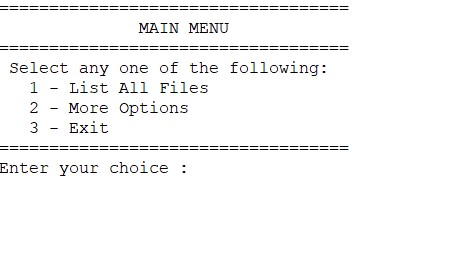 ===================================
MAIN MENU
===================================
Select any one of the following:
1 - List All Files
2 - More Options
3 - Exit
===================================
Enter your choice :